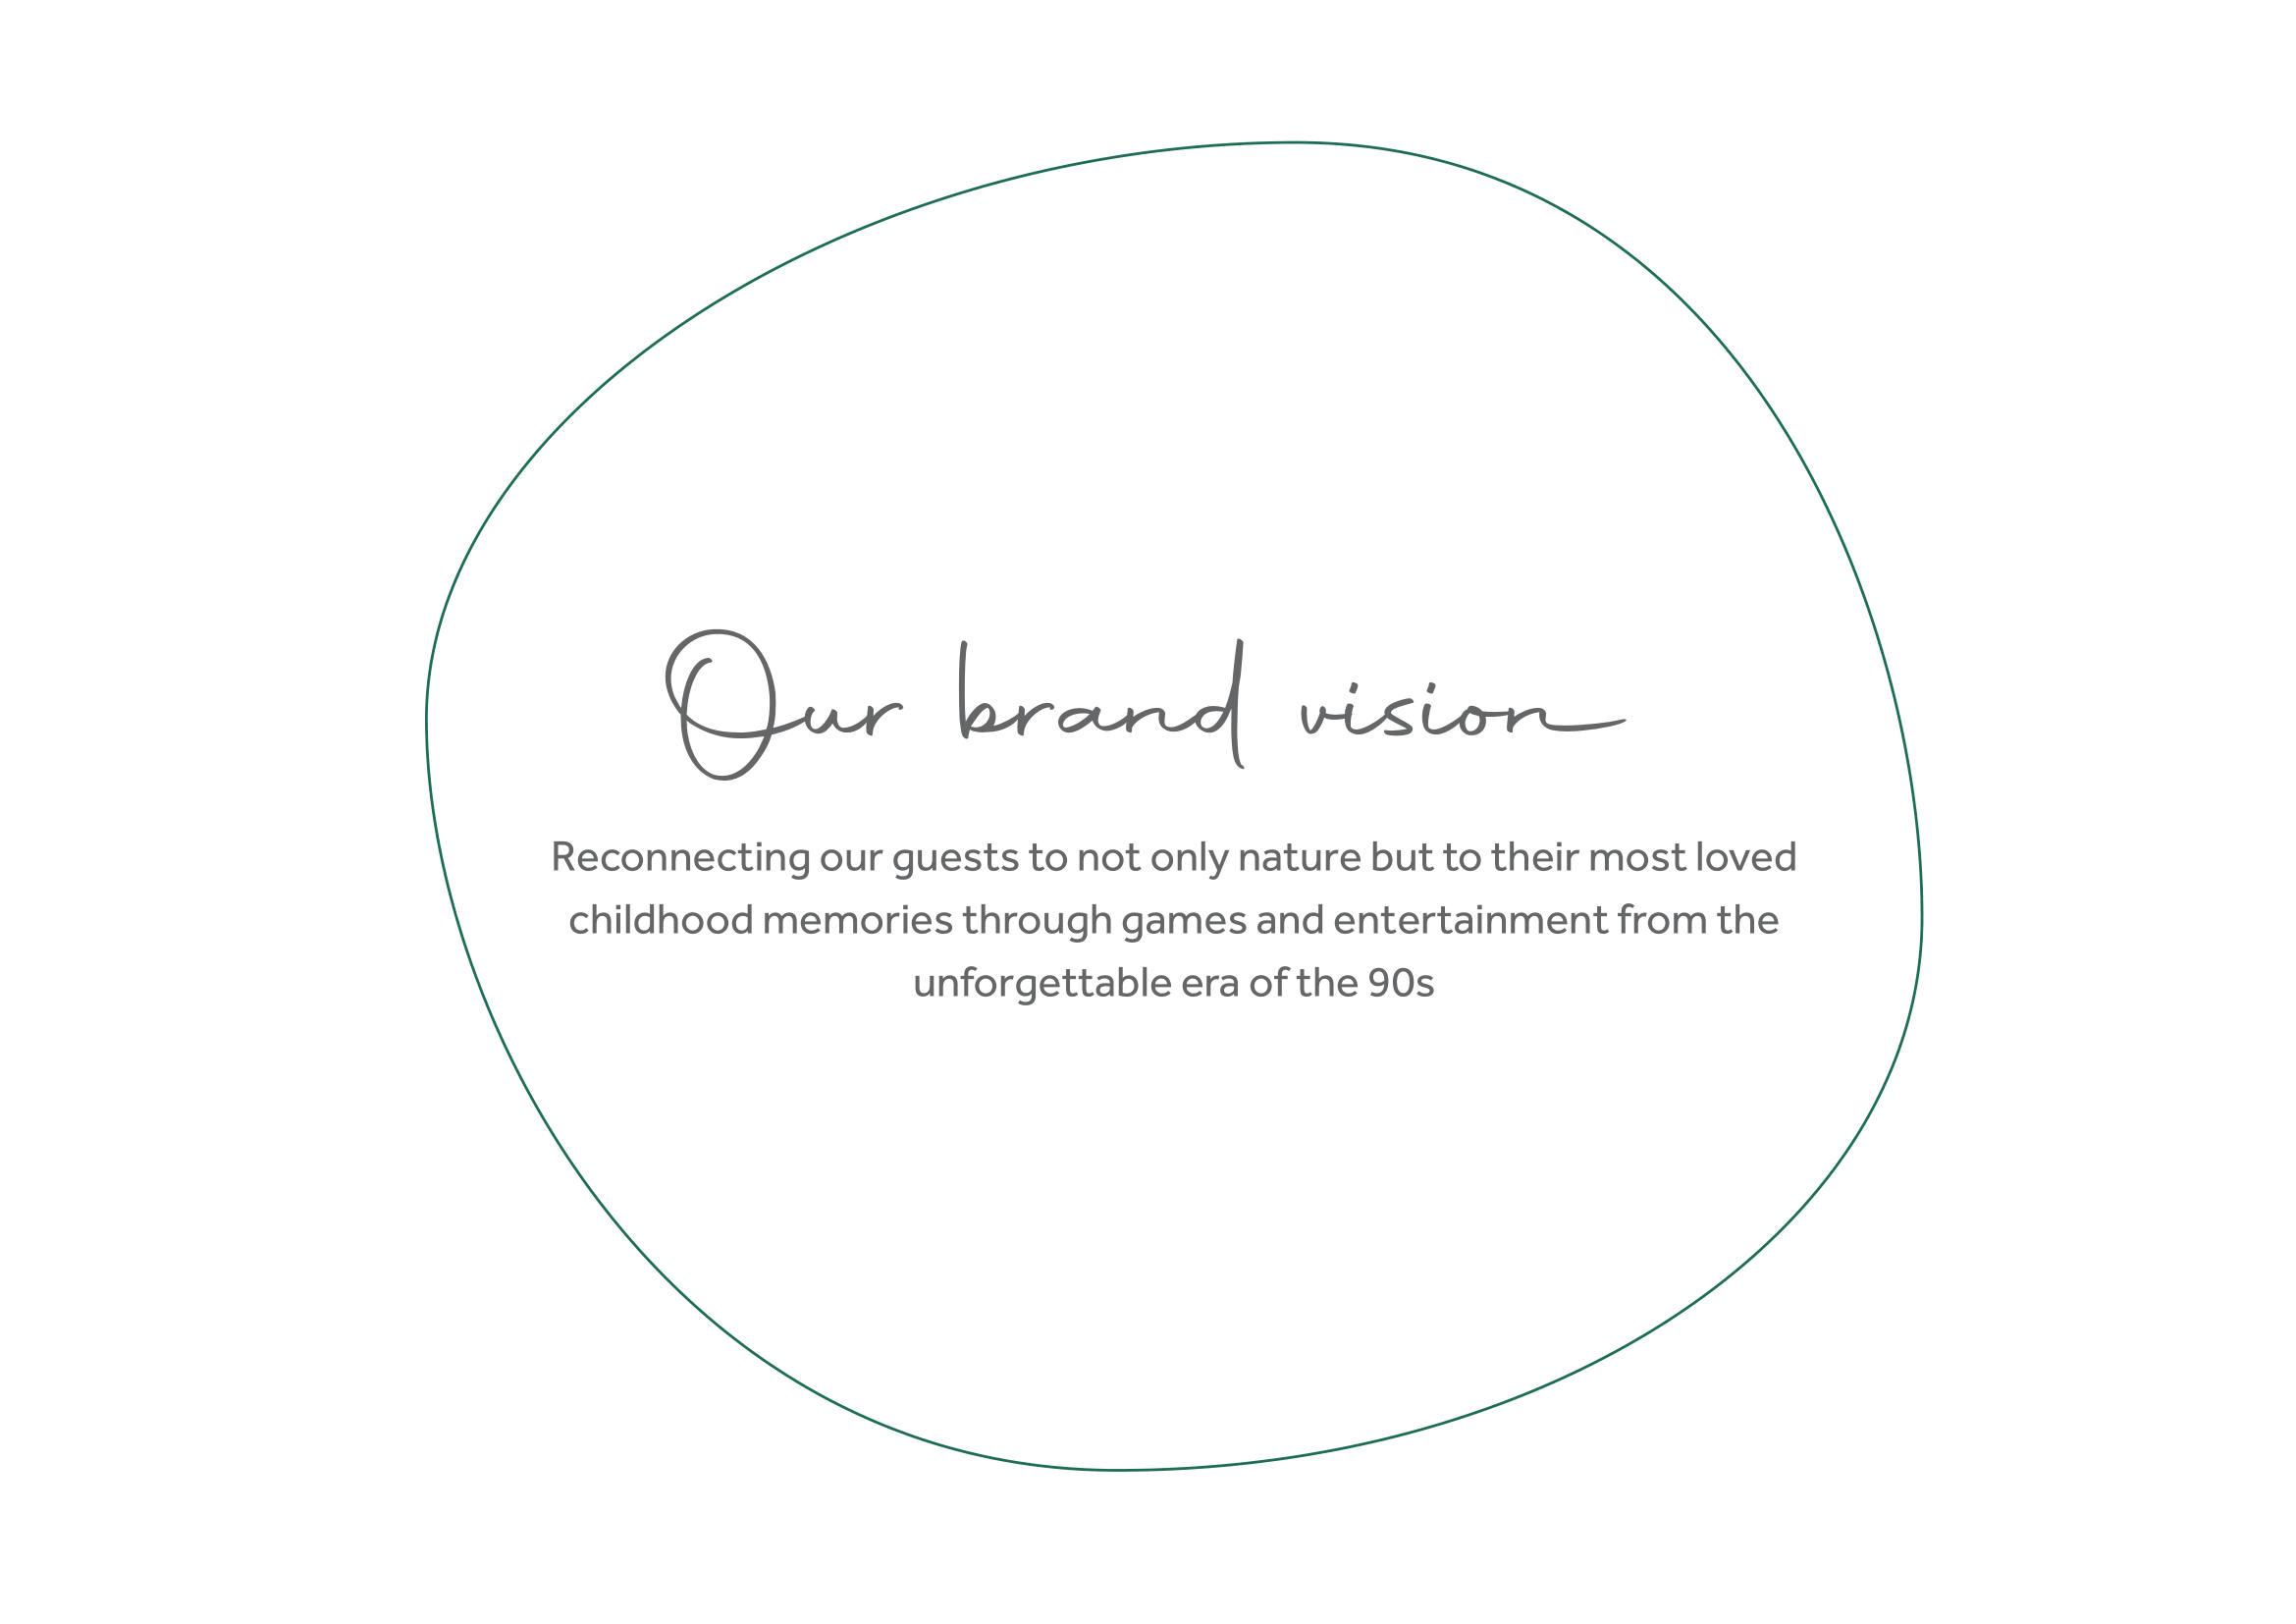 Our brand vision
Reconnecting our guests to not only nature but to their most loved
childhood memories through games and entertainment from the
unforgettable era of the 90s